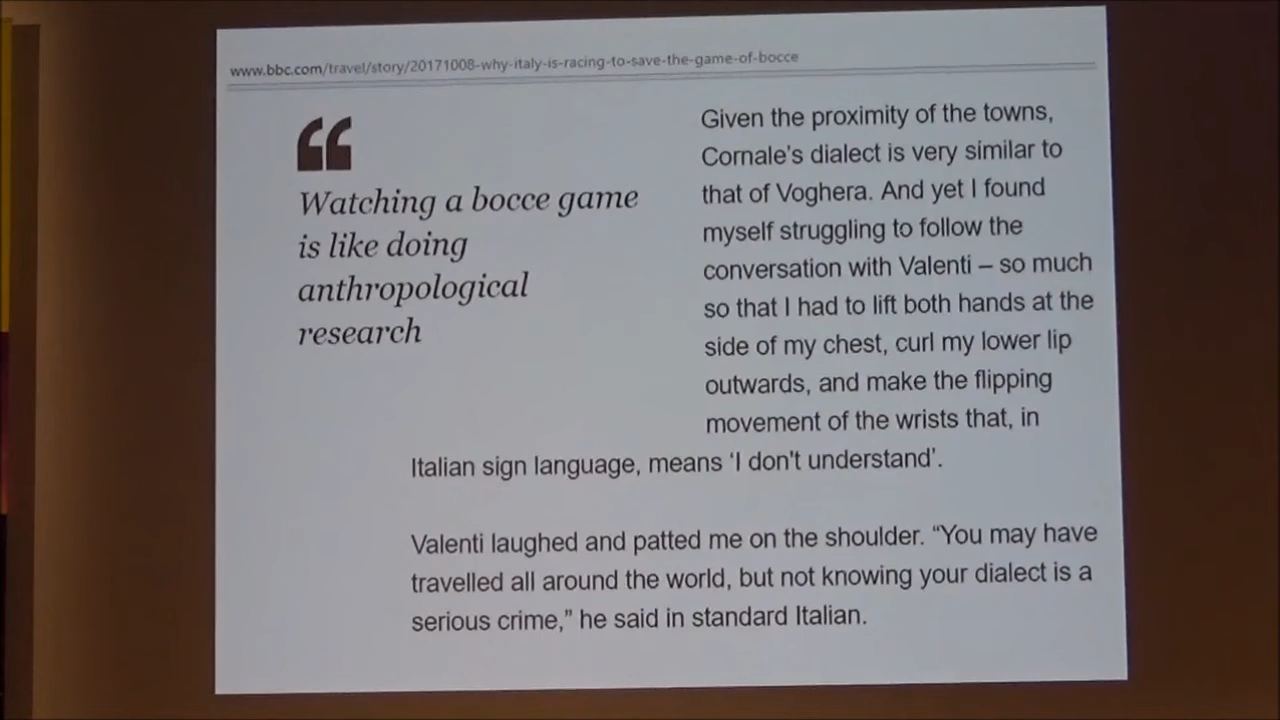 www.bbc.com/travel/story/20171008-why-italy-is-racing-to-save-the-game-of-bocce
“
Watching a bocce game
is like doing
anthropological
research
Given the proximity of the towns,
Cornale's dialect is very similar to
that of Voghera. And yet I found
myself struggling to follow the
conversation with Valenti – so much
so that I had to lift both hands at the
side of my chest, curl my lower lip
outwards, and make the flipping
movement of the wrists that, in
Italian sign language, means ‘I don't understand’.
Valenti laughed and patted me on the shoulder. “You may have
travelled all around the world, but not knowing your dialect is a
serious crime,” he said in standard Italian.